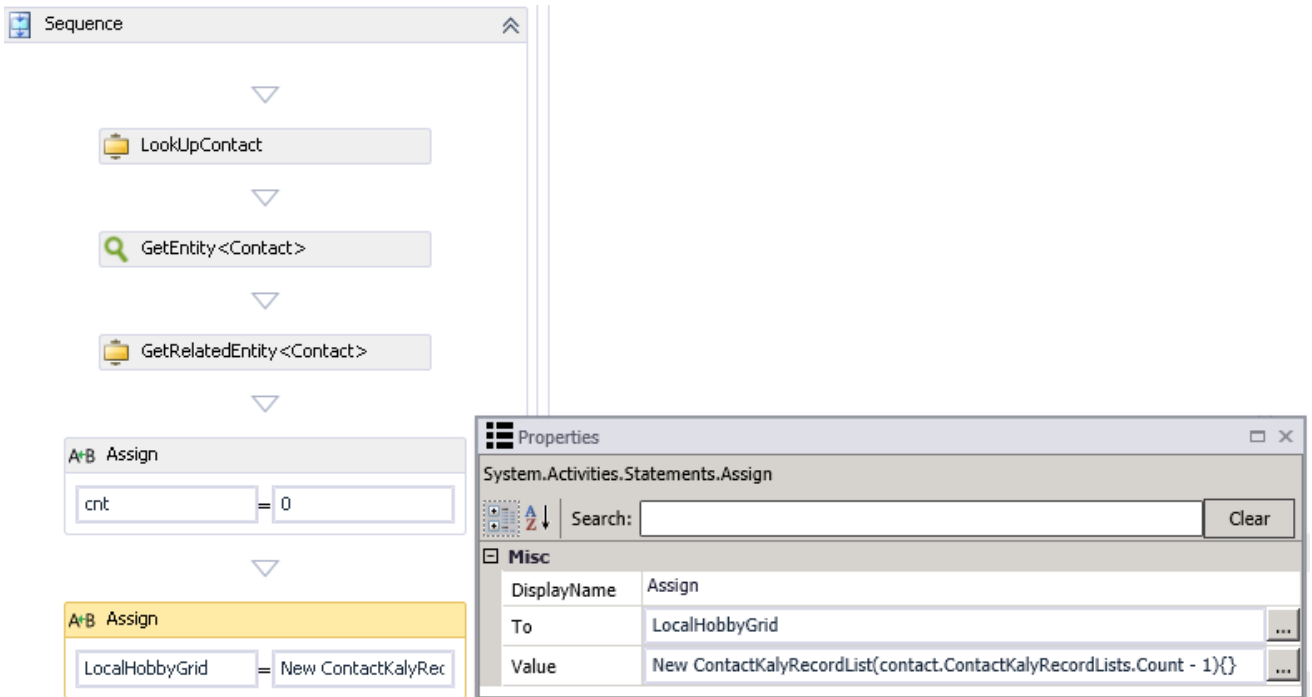 Sequence
LookUpContact
GetEntity<Contact>
GetRelatedEntity<Contact>
A+B Assign
cnt = 0
A+B Assign
LocalHobbyGrid = New ContactKalyRec
Properties
System.Activities.Statements.Assign
A Z Search: Clear
Misc
DisplayName Assign
To LocalHobbyGrid ...
Value New ContactKalyRecordList(contact.ContactKalyRecordLists.Count - 1){} ...